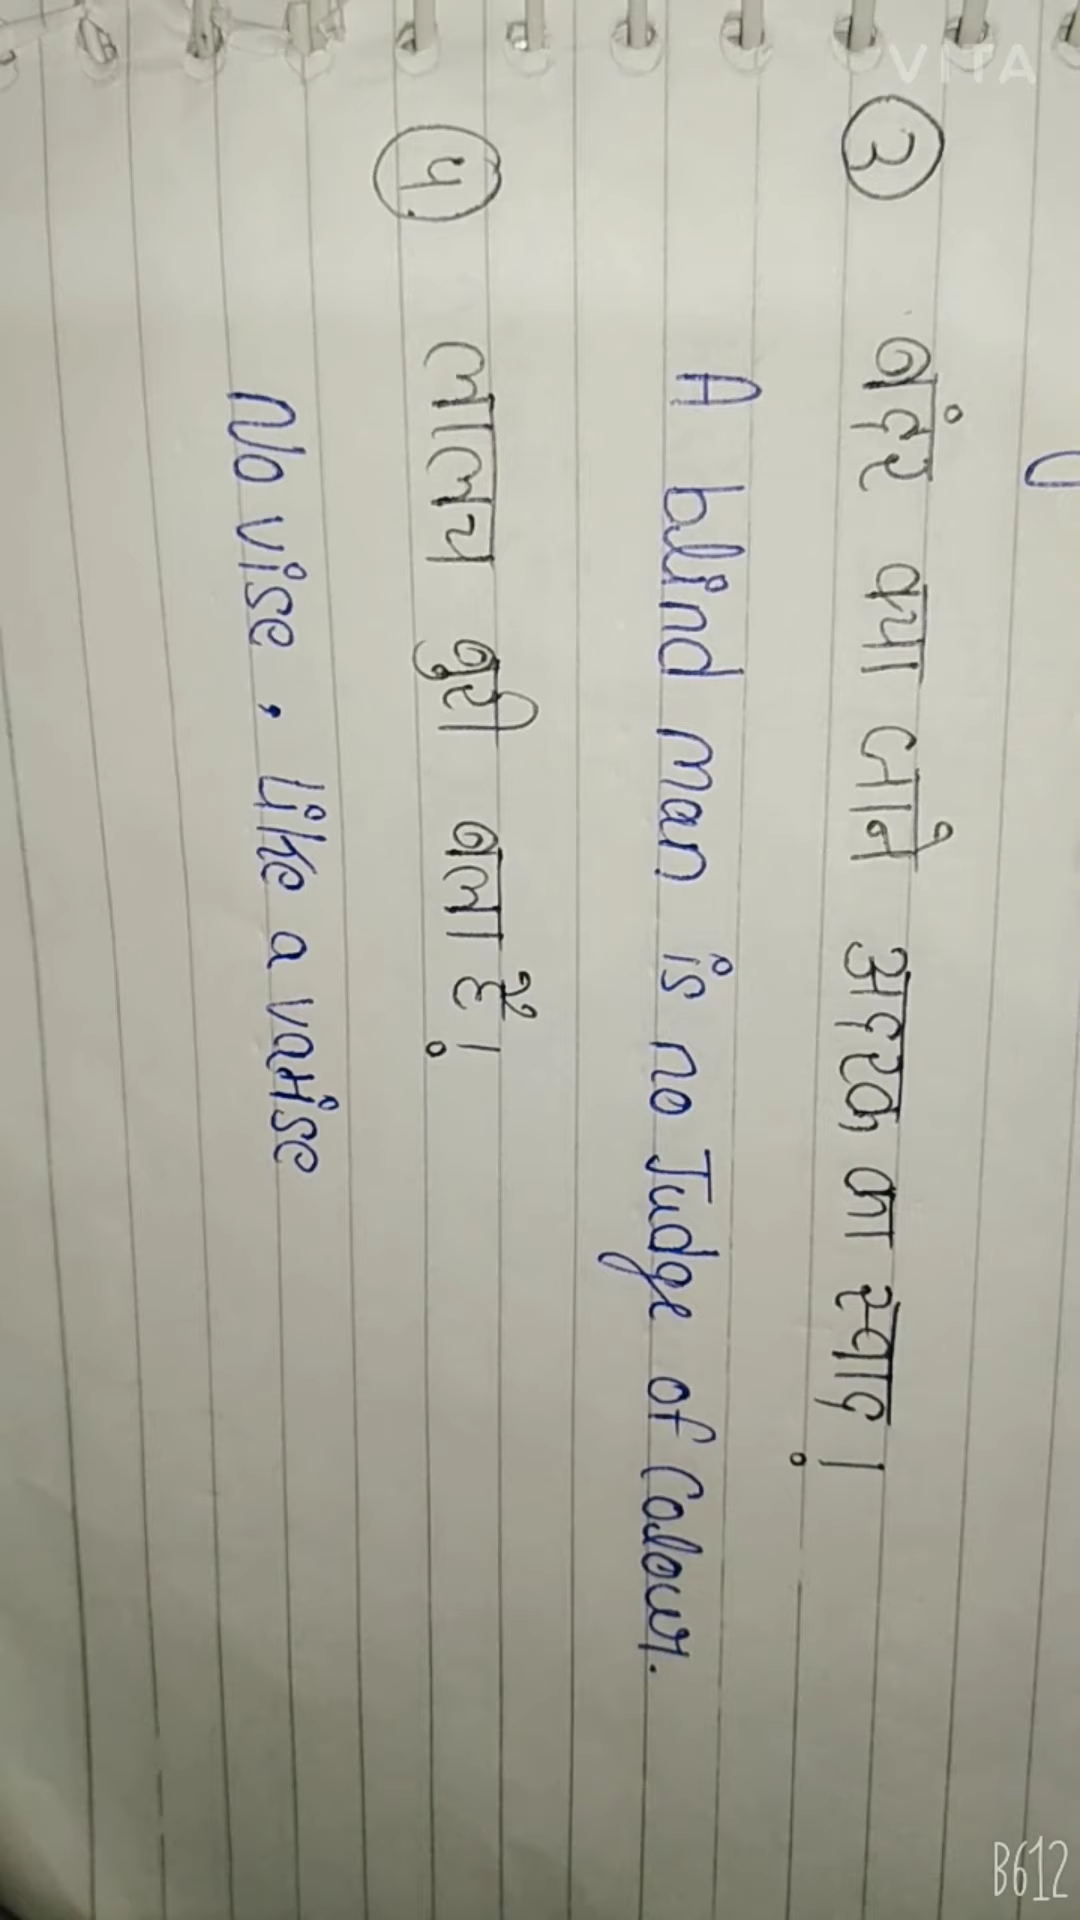 ③ बंदर क्या जाने अदरक का स्वाद !
A blind man is no Judge of Colour.
④. लालच बुरी बला है !
No vise, Like a varise
VITA
B612